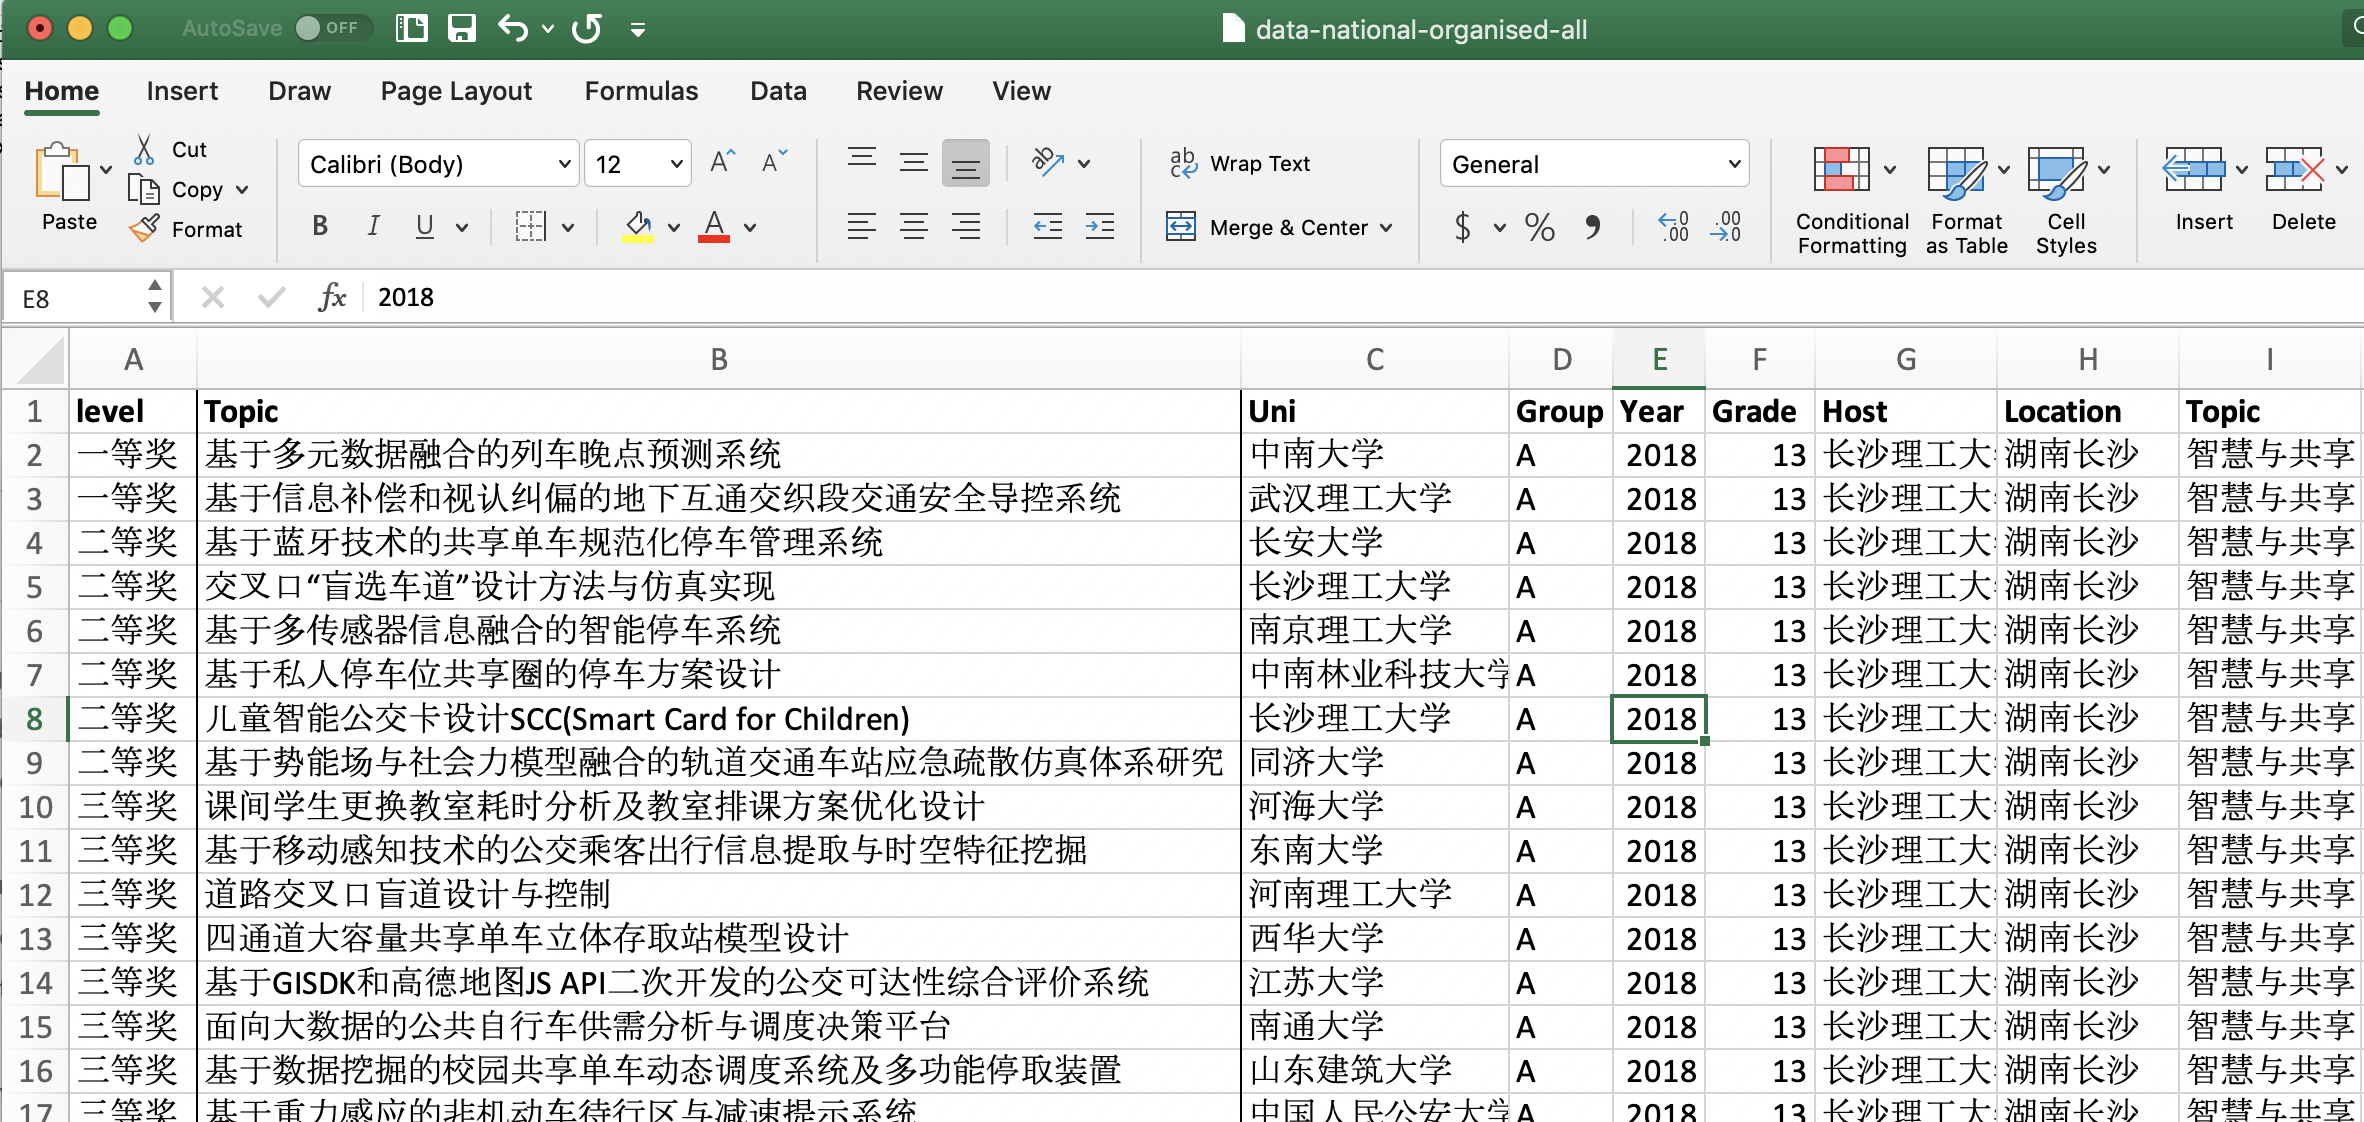 AutoSave OFF data-national-organised-all
Home Insert Draw Page Layout Formulas Data Review View
Paste Cut Copy Format
Calibri (Body) 12
Wrap Text
Merge & Center
General
Conditional Formatting
Format as Table
Cell Styles
Insert Delete
E8 fx 2018
A B C D E F G H I
1 level Topic Uni Group Year Grade Host Location Topic
2 一等奖 基于多元数据融合的列车晚点预测系统 中南大学 A 2018 13 长沙理工大 湖南长沙 智慧与共享
3 一等奖 基于信息补偿和视认纠偏的地下互通交织段交通安全导控系统 武汉理工大学 A 2018 13 长沙理工大 湖南长沙 智慧与共享
4 二等奖 基于蓝牙技术的共享单车规范化停车管理系统 长安大学 A 2018 13 长沙理工大 湖南长沙 智慧与共享
5 二等奖 交叉口“盲选车道”设计方法与仿真实现 长沙理工大学 A 2018 13 长沙理工大 湖南长沙 智慧与共享
6 二等奖 基于多传感器信息融合的智能停车系统 南京理工大学 A 2018 13 长沙理工大 湖南长沙 智慧与共享
7 二等奖 基于私人停车位共享圈的停车方案设计 中南林业科技大学 A 2018 13 长沙理工大 湖南长沙 智慧与共享
8 二等奖 儿童智能公交卡设计SCC(Smart Card for Children) 长沙理工大学 A 2018 13 长沙理工大 湖南长沙 智慧与共享
9 二等奖 基于势能场与社会力模型融合的轨道交通车站应急疏散仿真体系研究 同济大学 A 2018 13 长沙理工大 湖南长沙 智慧与共享
10 三等奖 课间学生更换教室耗时分析及教室排课方案优化设计 河海大学 A 2018 13 长沙理工大 湖南长沙 智慧与共享
11 三等奖 基于移动感知技术的公交乘客出行信息提取与时空特征挖掘 东南大学 A 2018 13 长沙理工大 湖南长沙 智慧与共享
12 三等奖 道路交叉口盲道设计与控制 河南理工大学 A 2018 13 长沙理工大 湖南长沙 智慧与共享
13 三等奖 四通道大容量共享单车立体存取站模型设计 西华大学 A 2018 13 长沙理工大 湖南长沙 智慧与共享
14 三等奖 基于GISDK和高德地图JS API二次开发的公交可达性综合评价系统 江苏大学 A 2018 13 长沙理工大 湖南长沙 智慧与共享
15 三等奖 面向大数据的公共自行车供需分析与调度决策平台 南通大学 A 2018 13 长沙理工大 湖南长沙 智慧与共享
16 三等奖 基于数据挖掘的校园共享单车动态调度系统及多功能停取装置 山东建筑大学 A 2018 13 长沙理工大 湖南长沙 智慧与共享
17 三等奖 基于重力感应的非机动车待行区与减速提示系统 中国人民公安大学 A 2018 13 长沙理工大 湖南长沙 智慧与共享